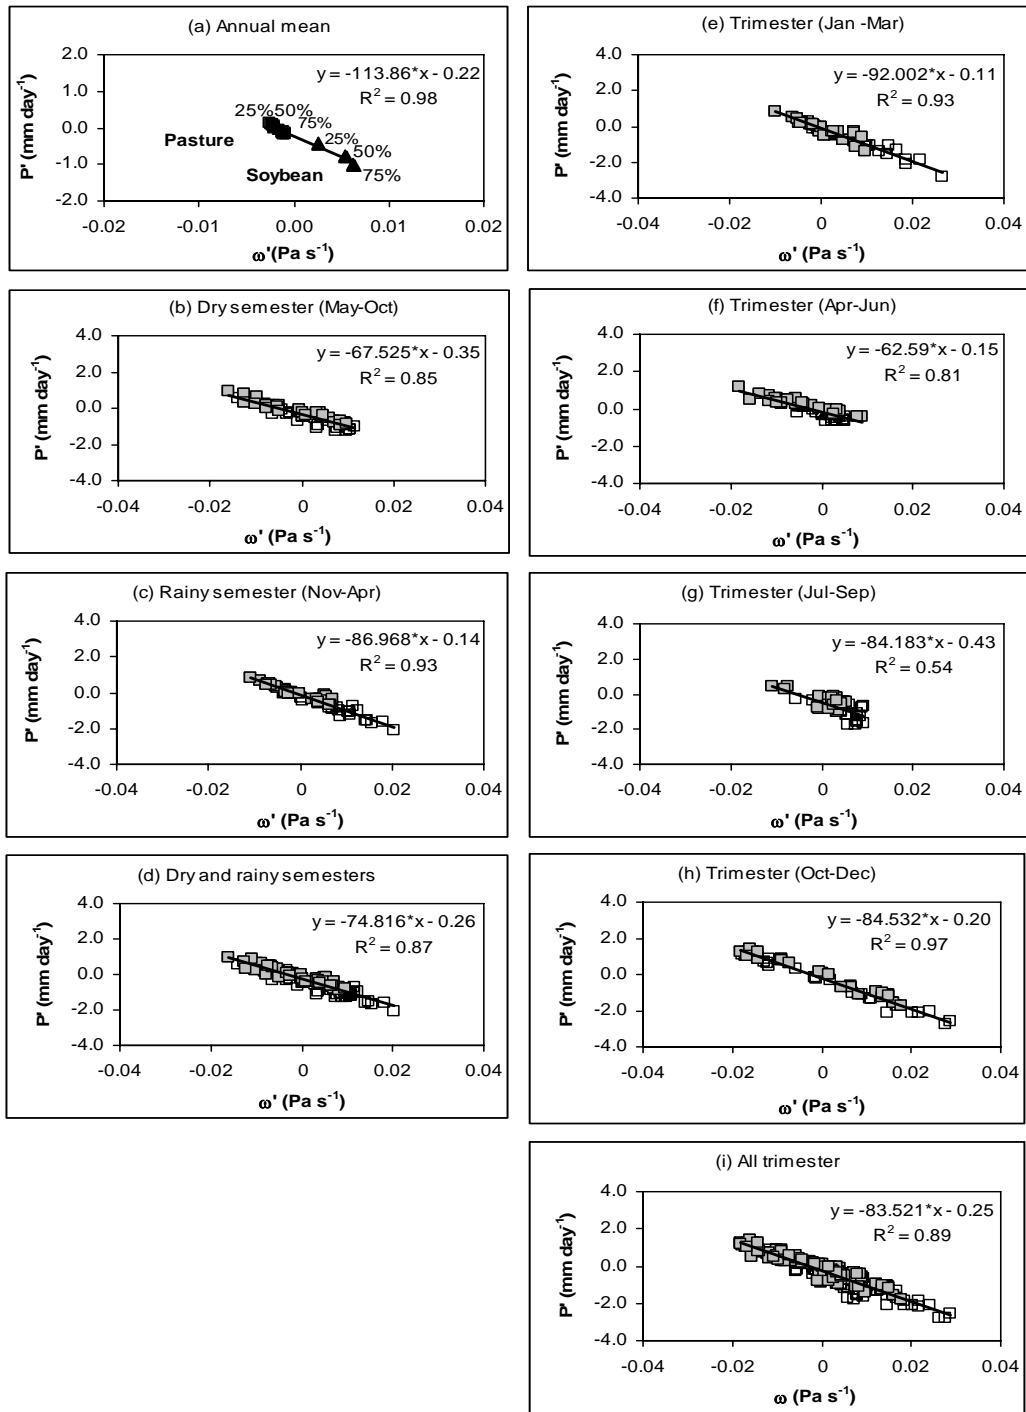 (a) Annual mean
2.0
1.0
0.0
-1.0
-2.0
P' (mm day-1)
y = -113.86*x - 0.22
R2 = 0.98
25% 50%
75%
25%
50%
75%
Pasture
Soybean
-0.02 -0.01 0.00 0.01 0.02
ω'(Pa s-1)
(b) Dry semester (May-Oct)
4.0
2.0
0.0
-2.0
-4.0
P' (mm day-1)
y = -67.525*x - 0.35
R2 = 0.85
-0.04 -0.02 0 0.02 0.04
ω' (Pa s-1)
(c) Rainy semester (Nov-Apr)
4.0
2.0
0.0
-2.0
-4.0
P' (mm day-1)
y = -86.968*x - 0.14
R2 = 0.93
-0.04 -0.02 0 0.02 0.04
ω' (Pa s-1)
(d) Dry and rainy semesters
4.0
2.0
0.0
-2.0
-4.0
P' (mm day-1)
y = -74.816*x - 0.26
R2 = 0.87
-0.04 -0.02 0 0.02 0.04
ω' (Pa s-1)
(e) Trimester (Jan -Mar)
4.0
2.0
0.0
-2.0
-4.0
P' (mm day-1)
y = -92.002*x - 0.11
R2 = 0.93
-0.04 -0.02 0 0.02 0.04
ω' (Pa s-1)
(f) Trimester (Apr-Jun)
4.0
2.0
0.0
-2.0
-4.0
P' (mm day-1)
y = -62.59*x - 0.15
R2 = 0.81
-0.04 -0.02 0 0.02 0.04
ω' (Pa s-1)
(g) Trimester (Jul-Sep)
4.0
2.0
0.0
-2.0
-4.0
P' (mm day-1)
y = -84.183*x - 0.43
R2 = 0.54
-0.04 -0.02 0 0.02 0.04
ω' (Pa s-1)
(h) Trimester (Oct-Dec)
4.0
2.0
0.0
-2.0
-4.0
P' (mm day-1)
y = -84.532*x - 0.20
R2 = 0.97
-0.04 -0.02 0 0.02 0.04
ω' (Pa s-1)
(i) All trimester
4.0
2.0
0.0
-2.0
-4.0
P' (mm day-1)
y = -83.521*x - 0.25
R2 = 0.89
-0.04 -0.02 0 0.02 0.04
ω (Pa s-1)